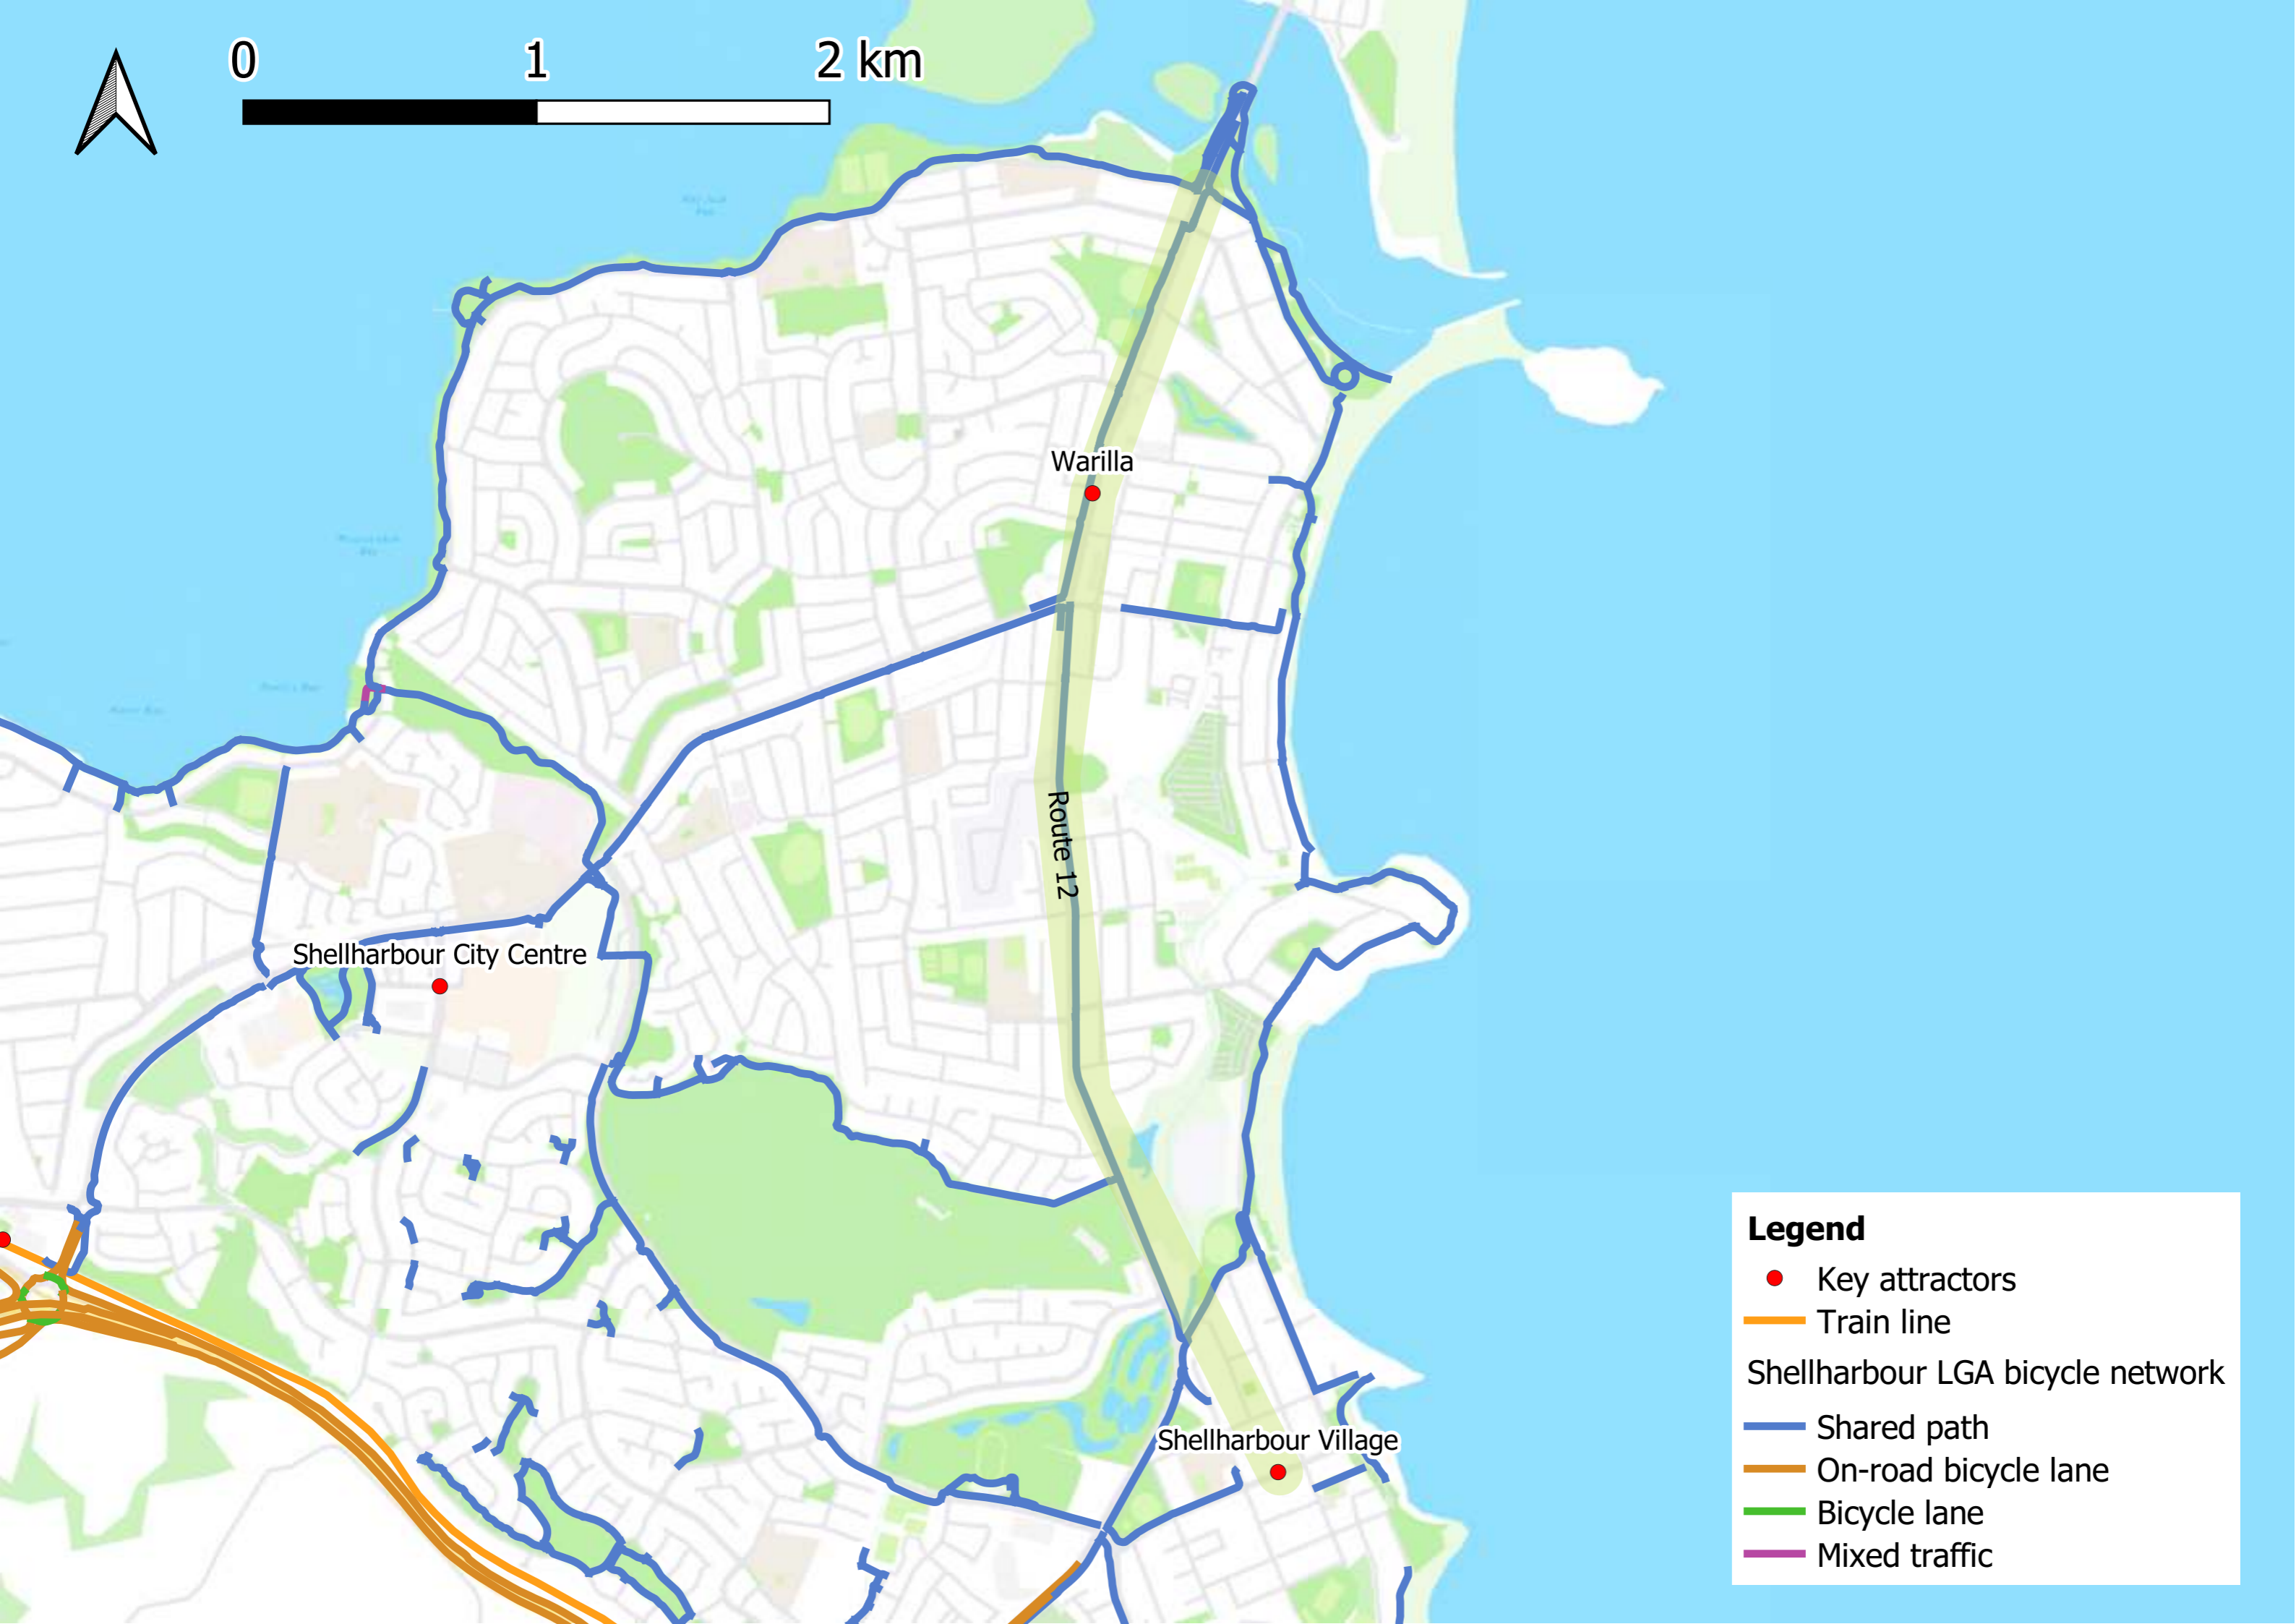 0 1 2 km
Warilla
Route 12
Shellharbour City Centre
Shellharbour Village
Legend
Key attractors
Train line
Shellharbour LGA bicycle network
Shared path
On-road bicycle lane
Bicycle lane
Mixed traffic